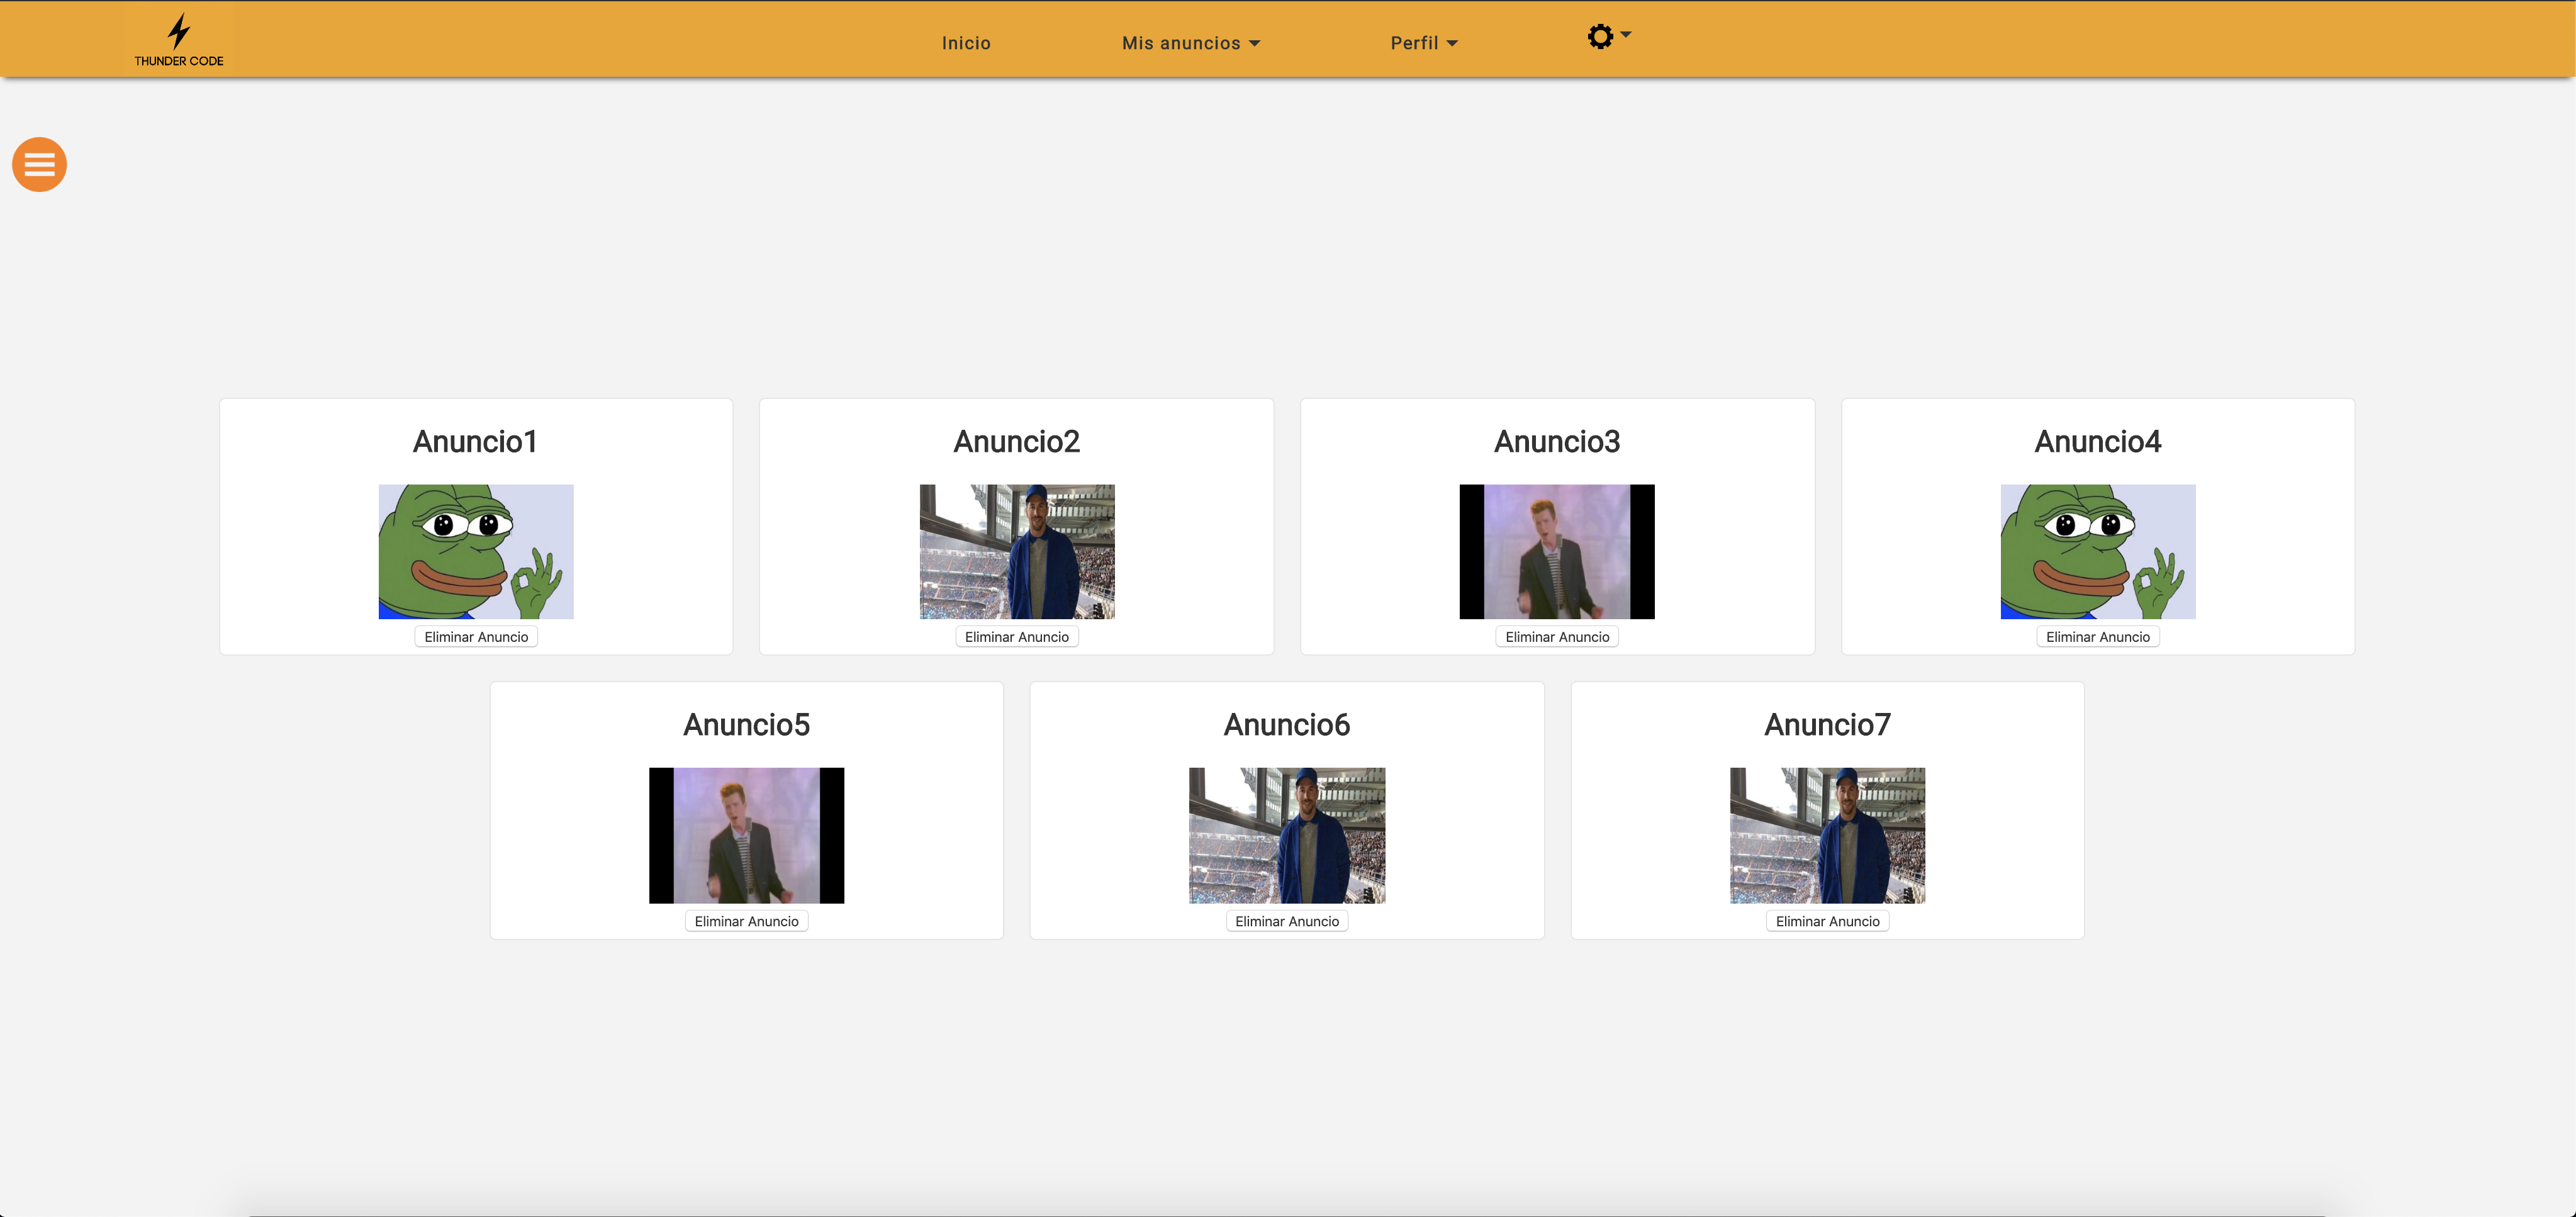 THUNDER CODE
Inicio
Mis anuncios
Perfil
Anuncio1
Anuncio2
Anuncio3
Anuncio4
Eliminar Anuncio
Eliminar Anuncio
Eliminar Anuncio
Eliminar Anuncio
Anuncio5
Anuncio6
Anuncio7
Eliminar Anuncio
Eliminar Anuncio
Eliminar Anuncio